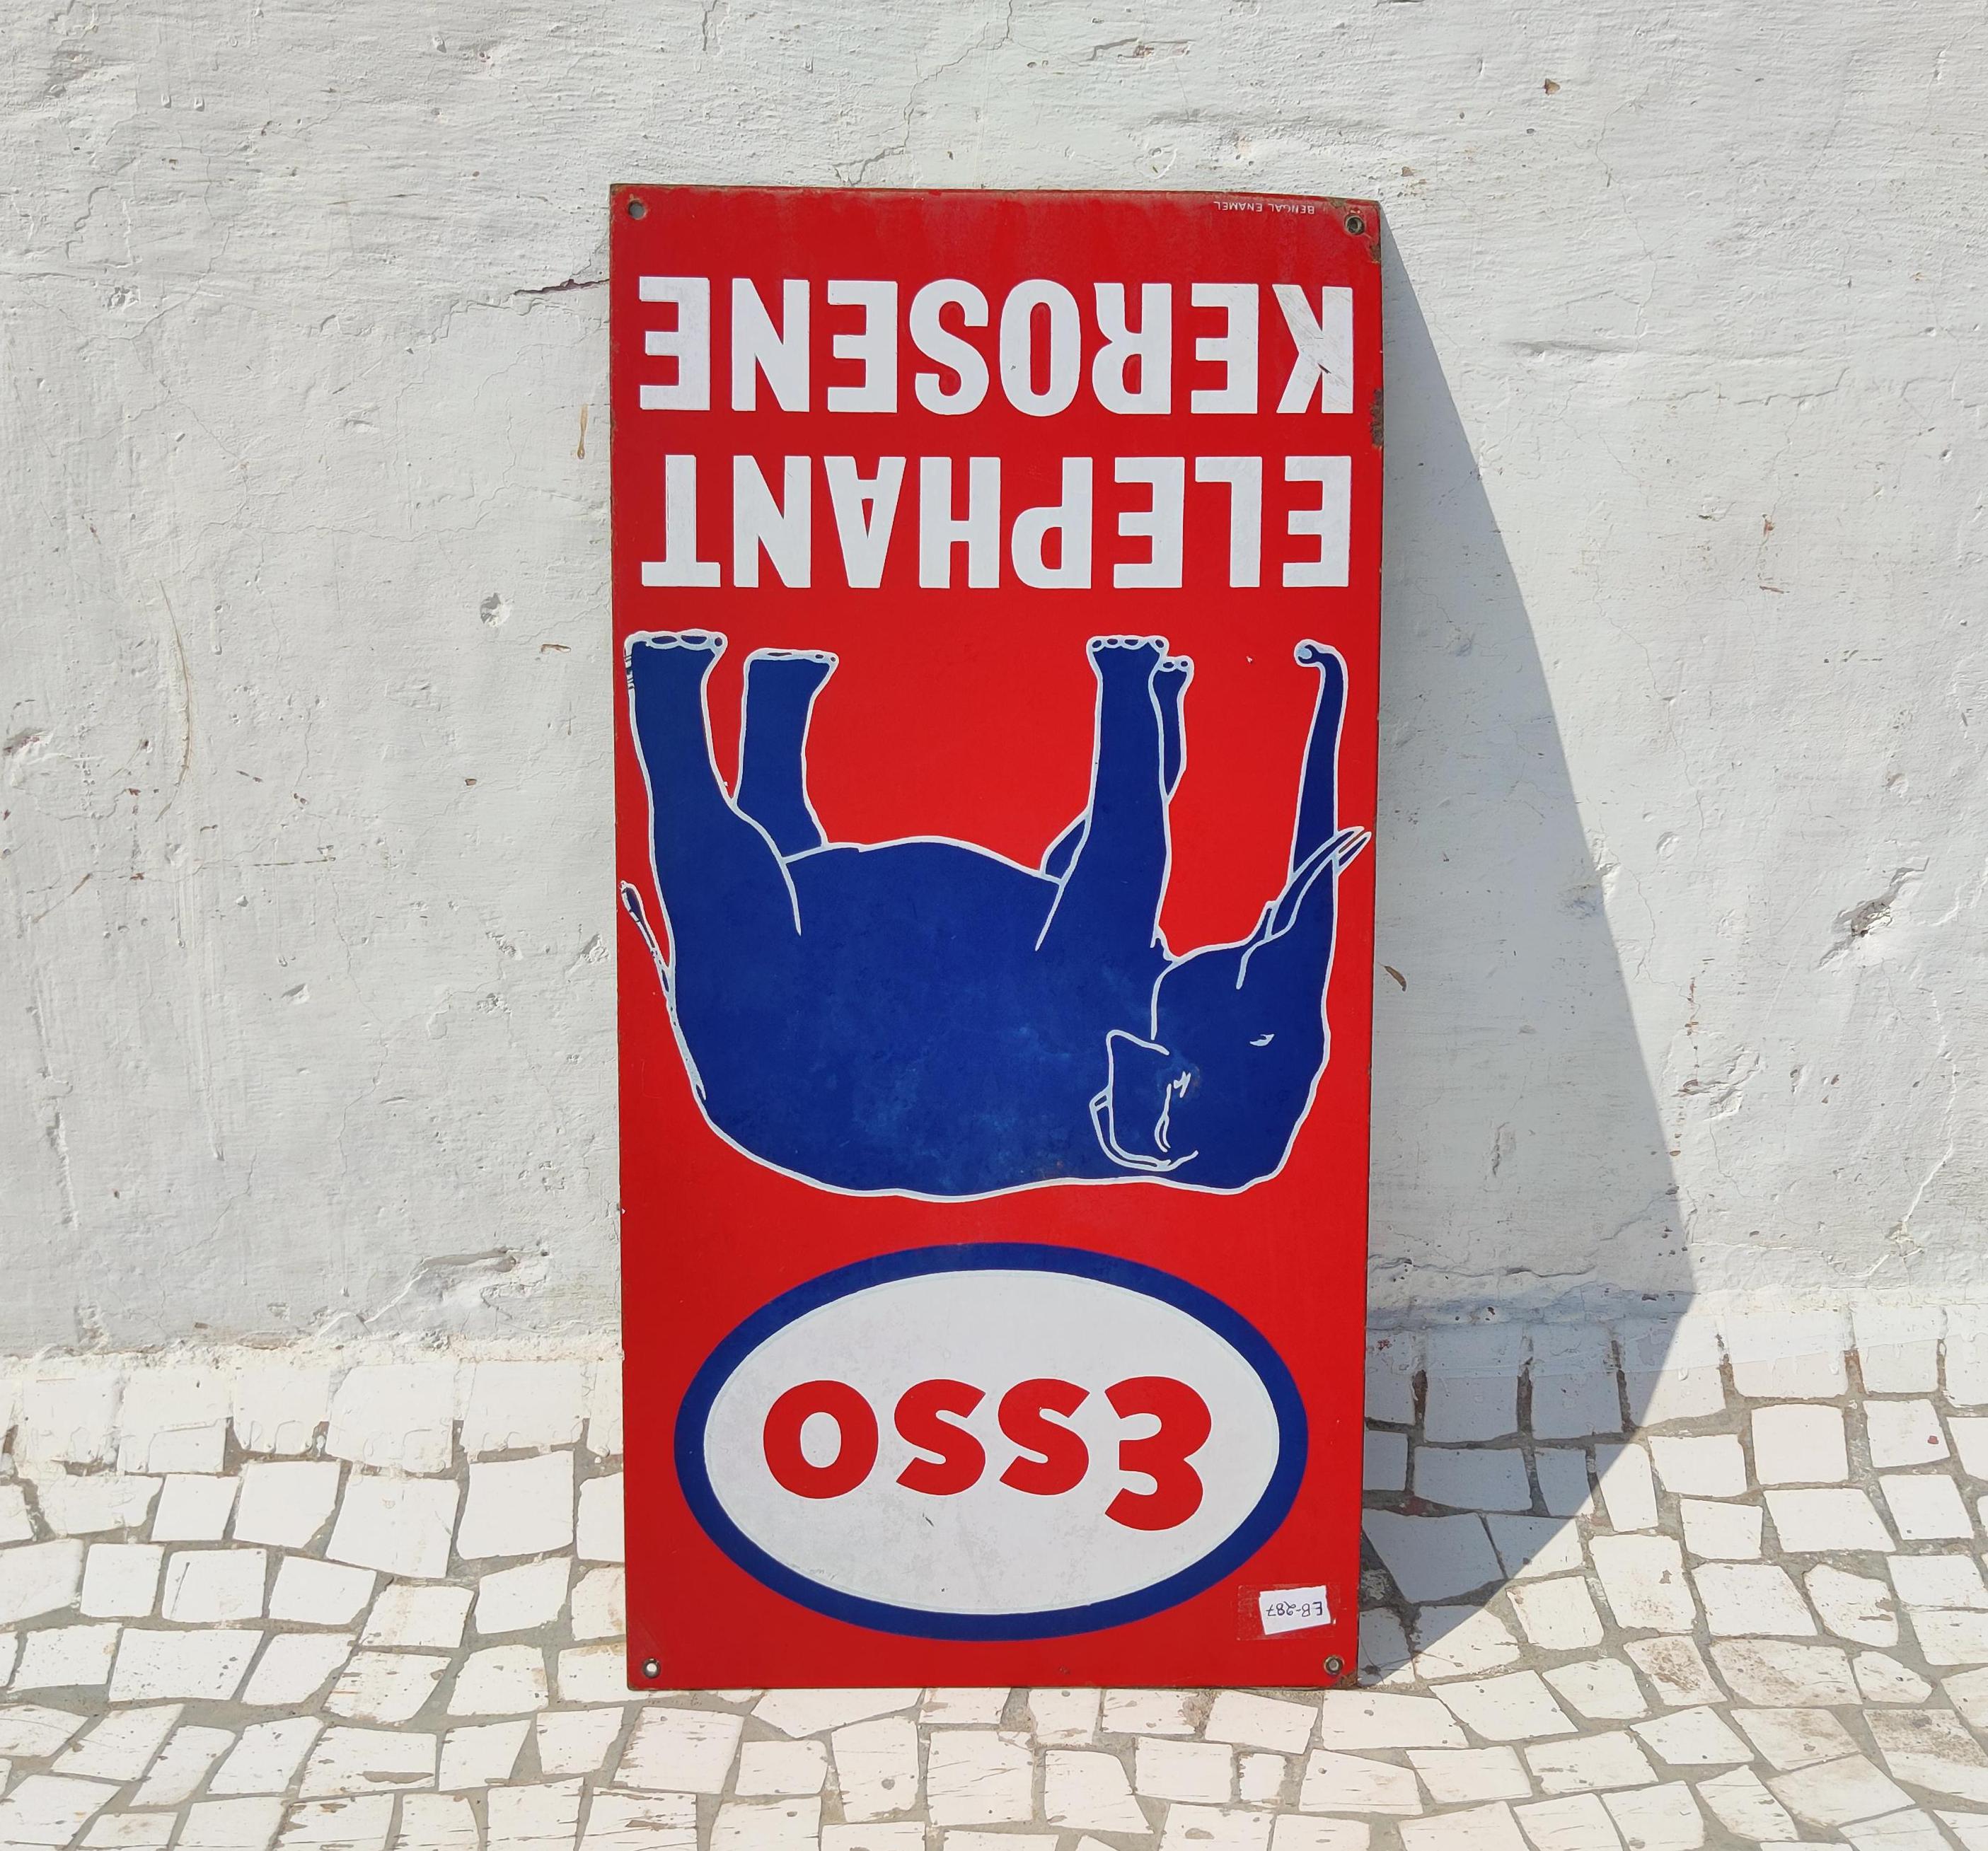 EB-287
Esso
ELEPHANT
KEROSENE
BENGAL ENAMEL